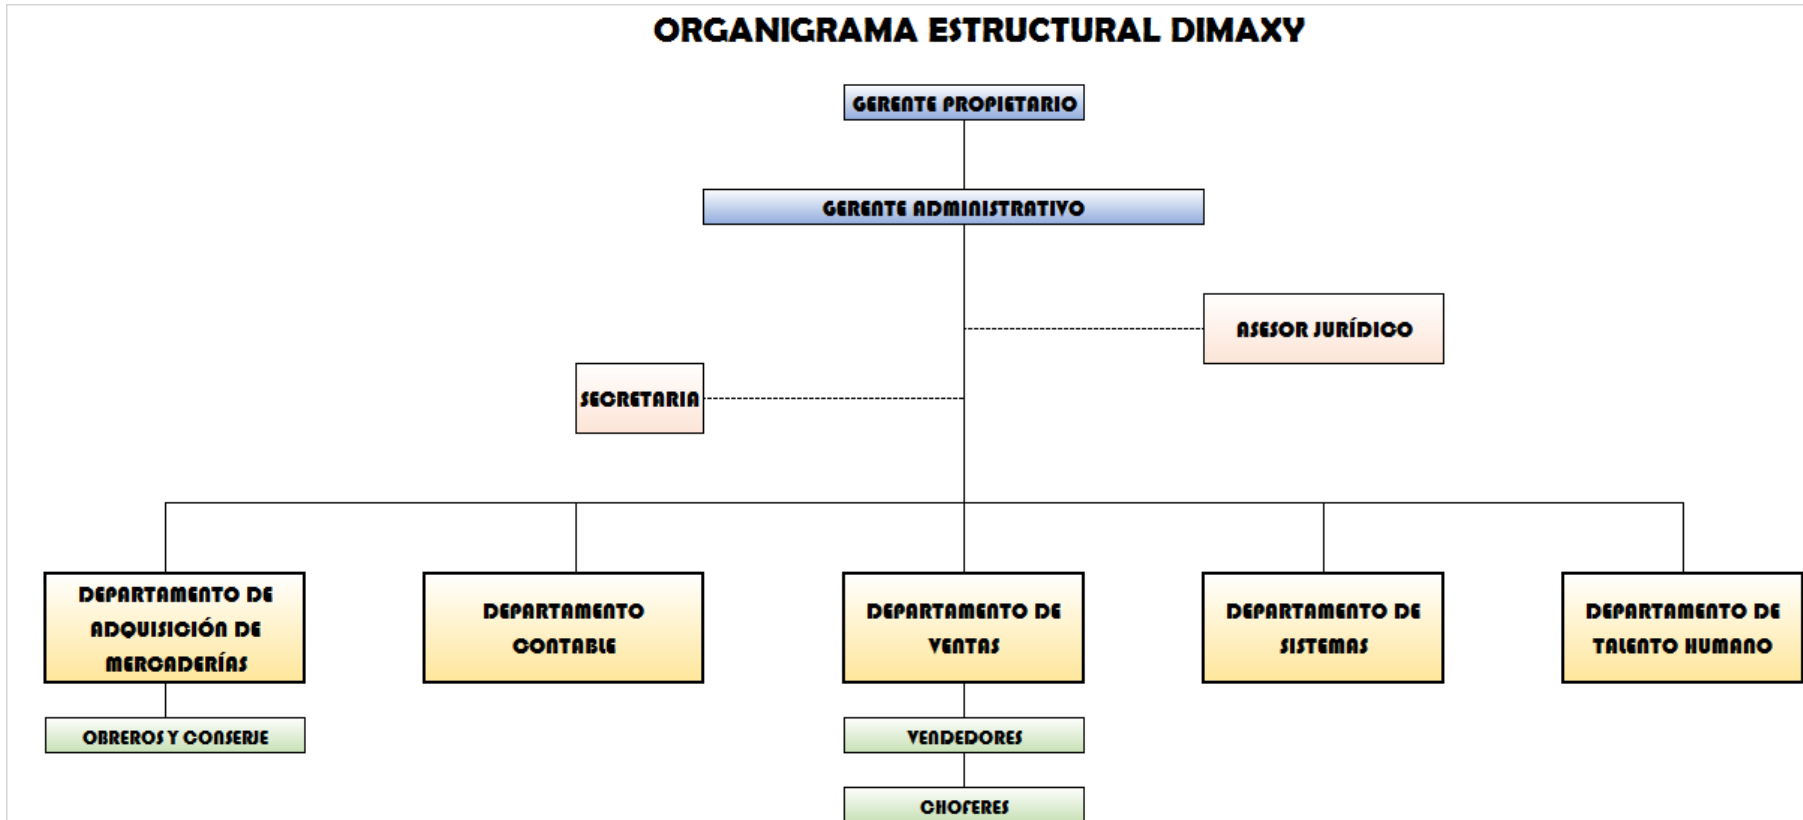 ORGANIGRAMA ESTRUCTURAL DIMAXY
GERENTE PROPIETARIO
GERENTE ADMINISTRATIVO
ASESOR JURÍDICO
SECRETARIA
DEPARTAMENTO DE
ADQUISICIÓN DE
MERCADERÍAS
DEPARTAMENTO
CONTABLE
DEPARTAMENTO DE
VENTAS
DEPARTAMENTO DE
SISTEMAS
DEPARTAMENTO DE
TALENTO HUMANO
OBREROS Y CONSERJE
VENDEDORES
CHOFERES